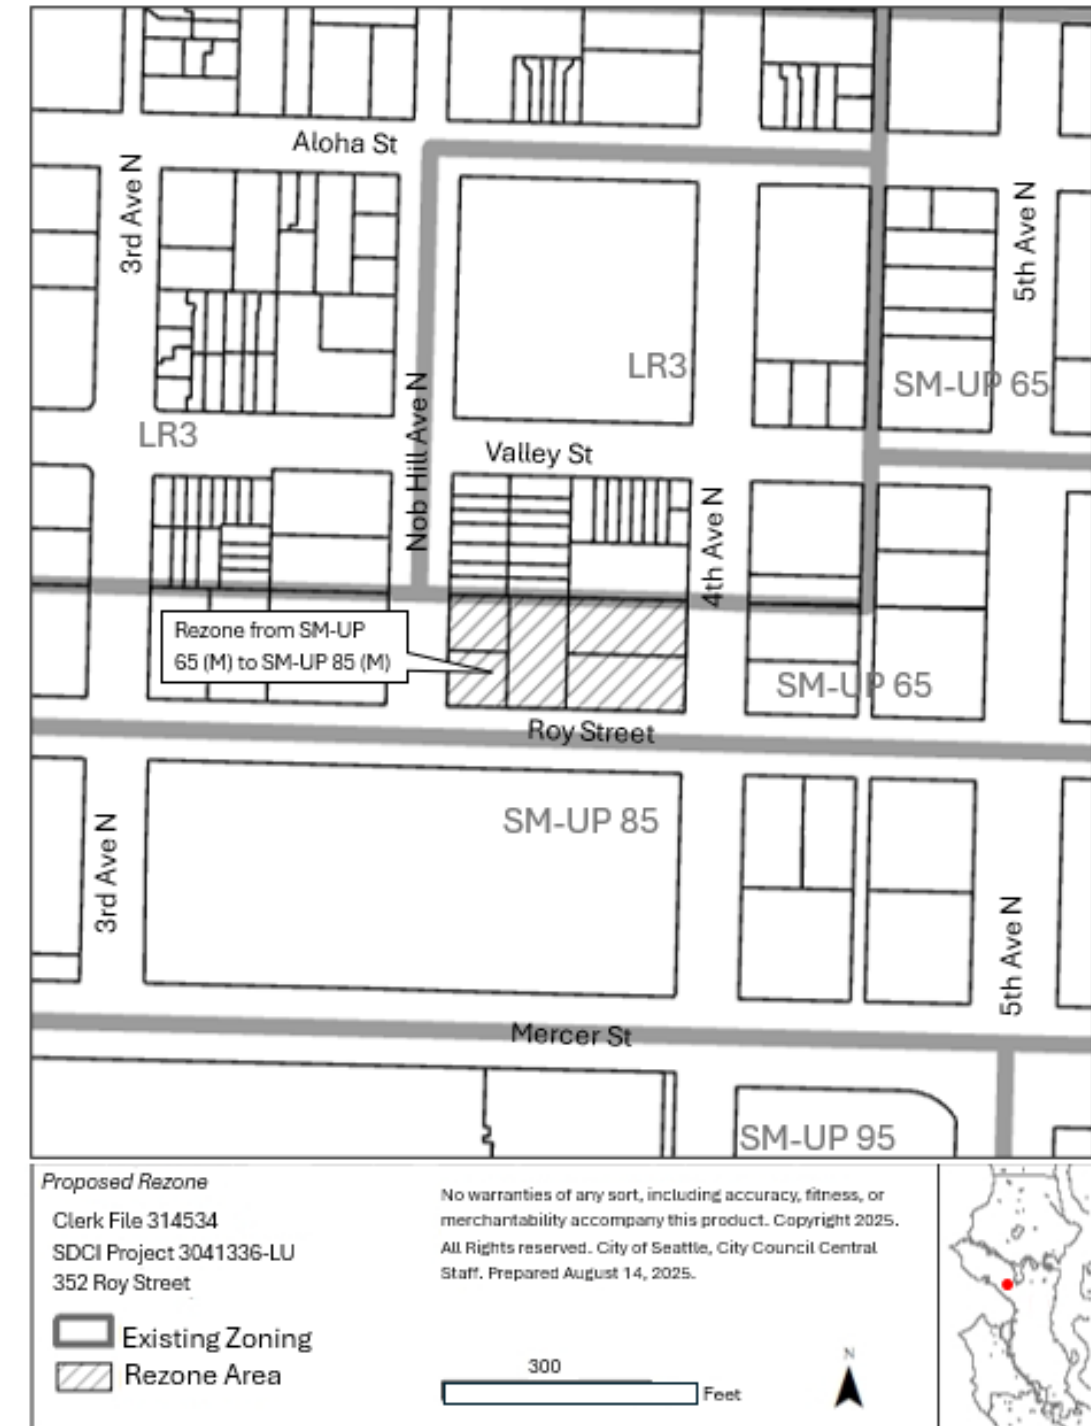 Aloha St
3rd Ave N
5th Ave N
LR3
SM-UP 65
Nob Hill Ave N
LR3
Valley St
4th Ave N
Rezone from SM-UP
65 (M) to SM-UP 85 (M)
SM-UP 65
Roy Street
SM-UP 85
3rd Ave N
5th Ave N
Mercer St
SM-UP 95
Proposed Rezone
Clerk File 314534
SDCI Project 3041336-LU
352 Roy Street
Existing Zoning
Rezone Area
No warranties of any sort, including accuracy, fitness, or
merchantability accompany this product. Copyright 2025.
All Rights reserved. City of Seattle, City Council Central
Staff. Prepared August 14, 2025.
300
Feet
N